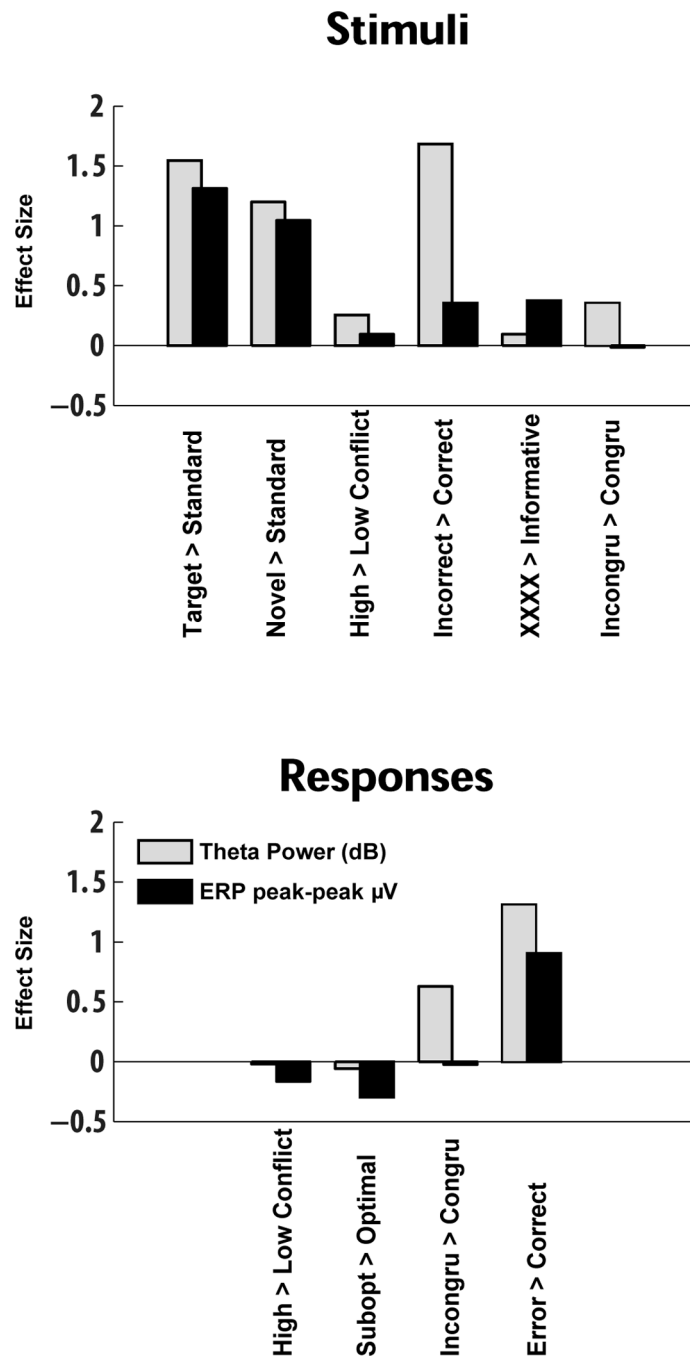 Stimuli
2
1.5
1
0.5
0
−0.5
Effect Size
Target > Standard
Novel > Standard
High > Low Conflict
Incorrect > Correct
XXXX > Informative
Incongru > Congru
Responses
2
1.5
1
0.5
0
−0.5
Effect Size
Theta Power (dB)
ERP peak-peak µV
High > Low Conflict
Subopt > Optimal
Incongru > Congru
Error > Correct